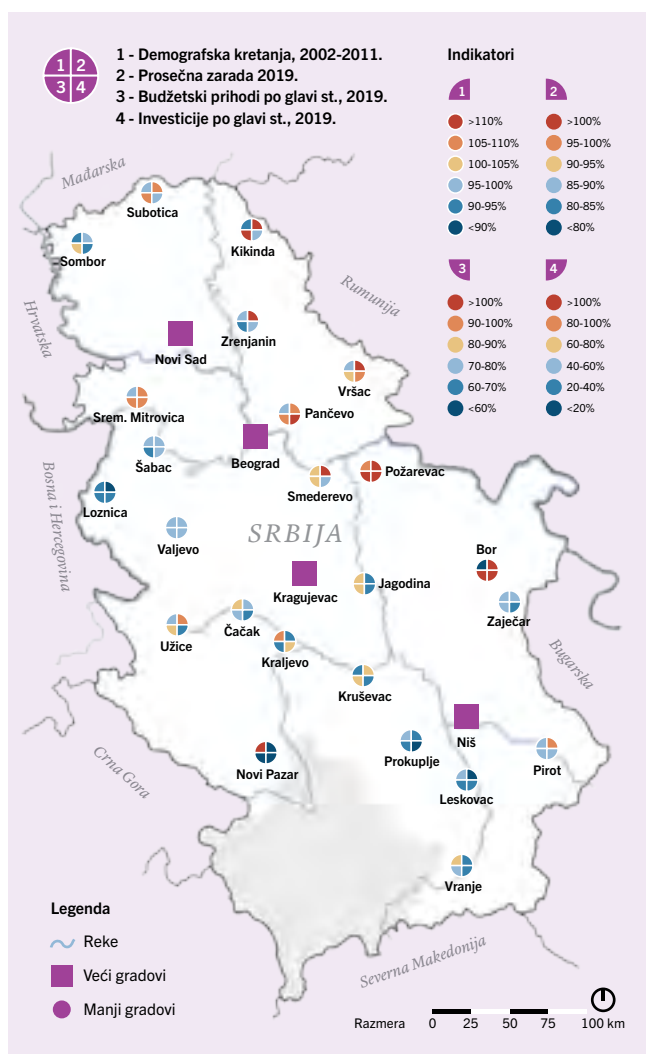 1 2
3 4
1 - Demografska kretanja, 2002-2011.
2 - Prosečna zarada 2019.
3 - Budžetski prihodi po glavi st., 2019.
4 - Investicije po glavi st., 2019.
Indikatori
1
>110%
105-110%
100-105%
95-100%
90-95%
<90%
2
>100%
95-100%
90-95%
85-90%
80-85%
<80%
3
>100%
90-100%
80-90%
70-80%
60-70%
<60%
4
>100%
80-100%
60-80%
40-60%
20-40%
<20%
Mađarska
Subotica
Sombor
Kikinda
Rumunija
Hrvatska
Novi Sad
Zrenjanin
Vršac
Srem. Mitrovica
Pančevo
Šabac
Beograd
Požarevac
Smederevo
Bosna i Hercegovina
Loznica
Valjevo
SRBIJA
Bor
Kragujevac
Jagodina
Zaječar
Užice
Čačak
Kraljevo
Bugarska
Kruševac
Niš
Prokuplje
Pirot
Crna Gora
Novi Pazar
Leskovac
Vranje
Severna Makedonija
Legenda
Reke
Veći gradovi
Manji gradovi
Razmera 0 25 50 75 100 km